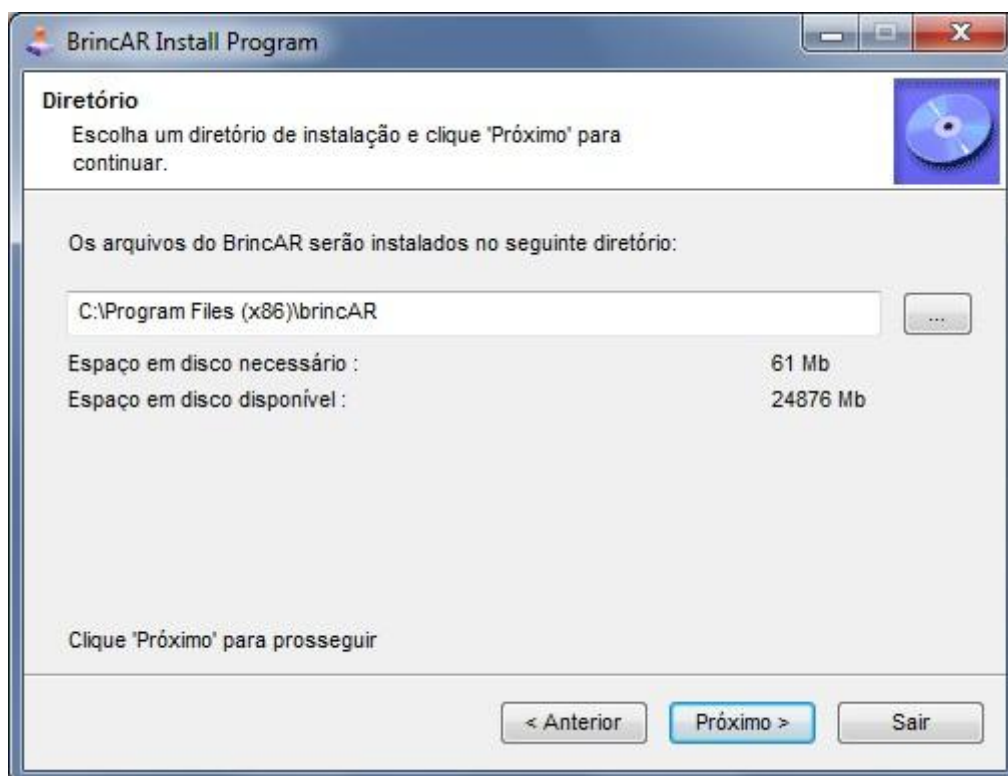 BrincAR Install Program
Diretório
Escolha um diretório de instalação e clique 'Próximo' para
continuar.
Os arquivos do BrincAR serão instalados no seguinte diretório:
C:\Program Files (x86)\brincAR
...
Espaço em disco necessário : 61 Mb
Espaço em disco disponível : 24876 Mb
Clique 'Próximo' para prosseguir
< Anterior Próximo > Sair